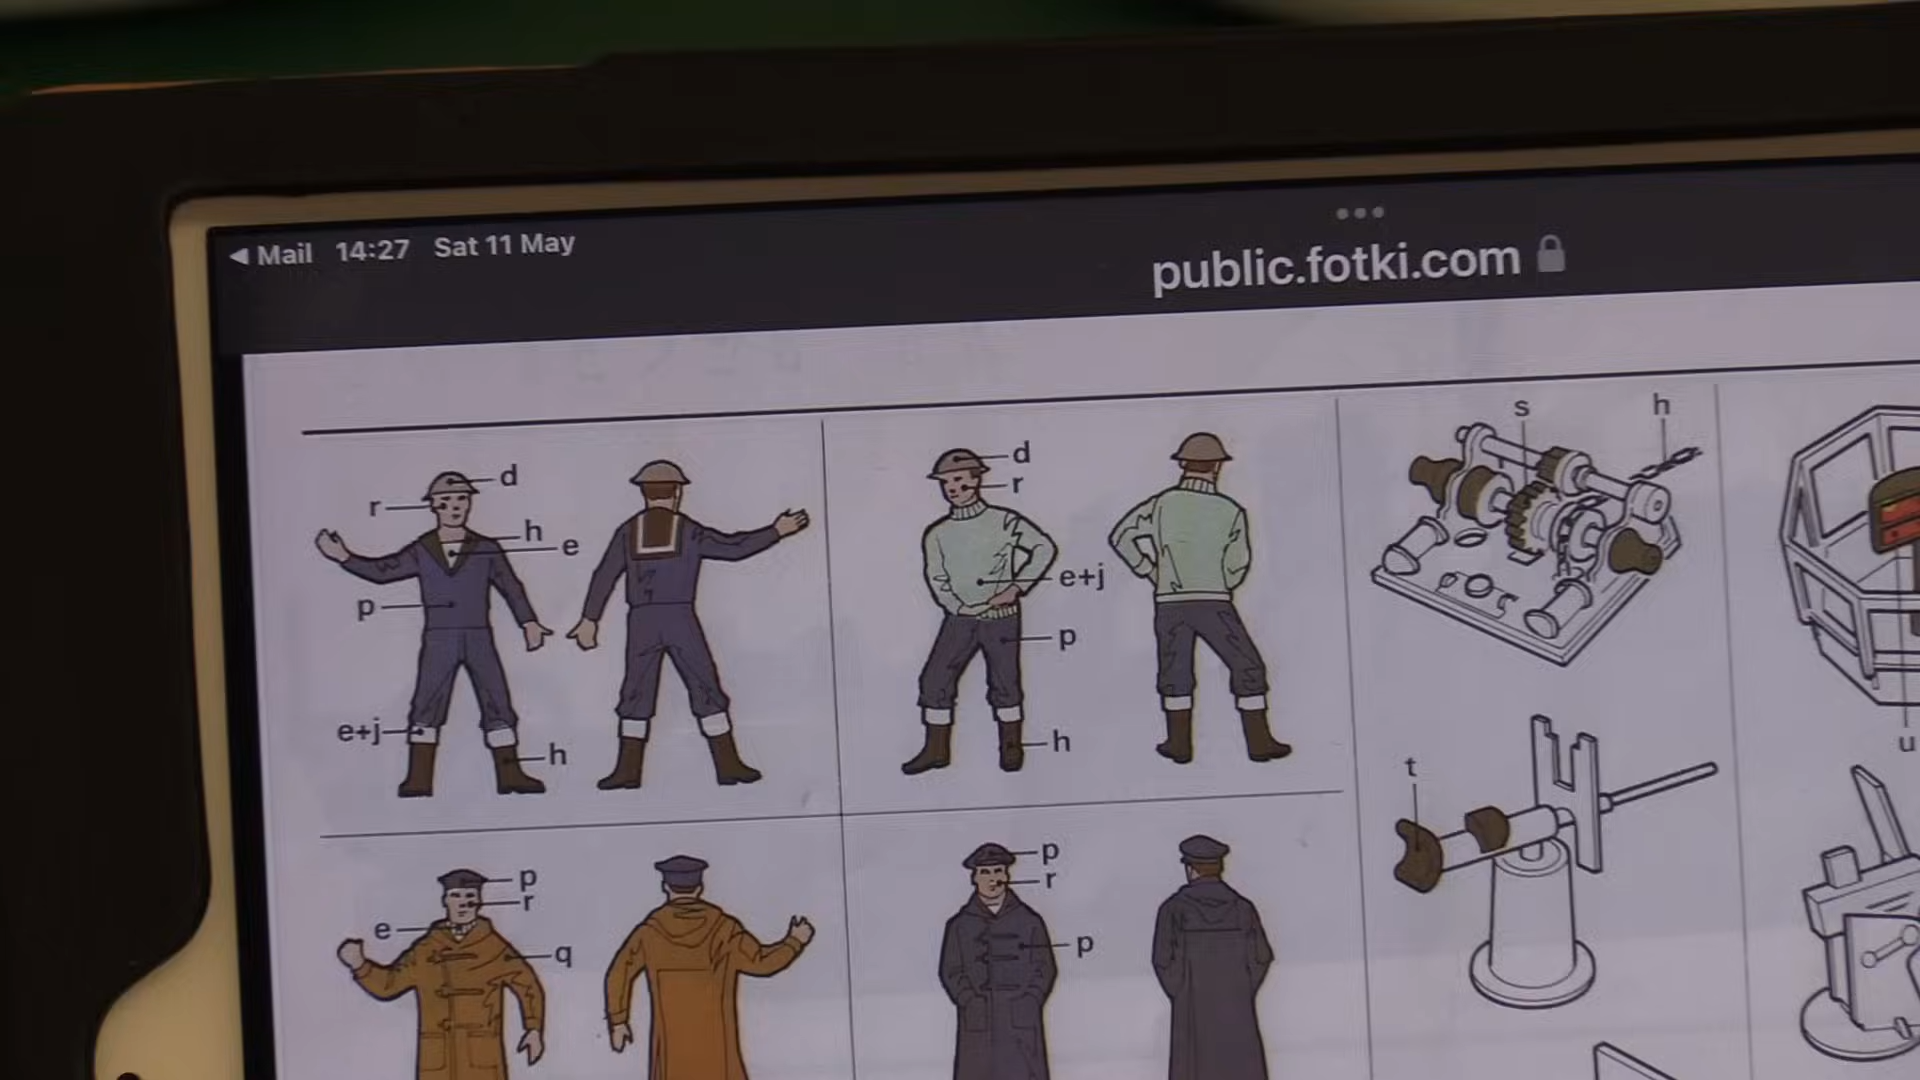 ◀ Mail 14:27 Sat 11 May
public.fotki.com
d
r
h
e
p
e+j
h
d
r
e+j
p
h
s
h
t
u
p
r
e
q
p
r
p